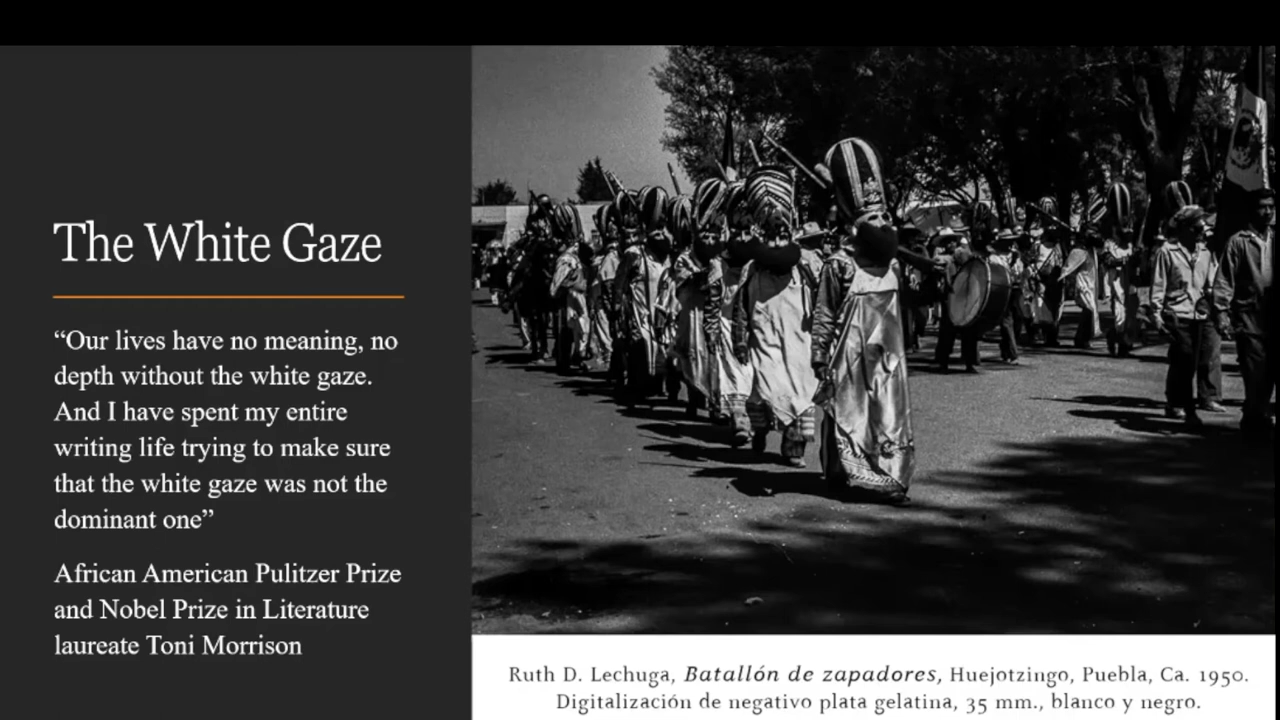 The White Gaze
“Our lives have no meaning, no
depth without the white gaze.
And I have spent my entire
writing life trying to make sure
that the white gaze was not the
dominant one”
African American Pulitzer Prize
and Nobel Prize in Literature
laureate Toni Morrison
Ruth D. Lechuga, Batallón de zapadores, Huejotzingo, Puebla, Ca. 1950.
Digitalización de negativo plata gelatina, 35 mm., blanco y negro.